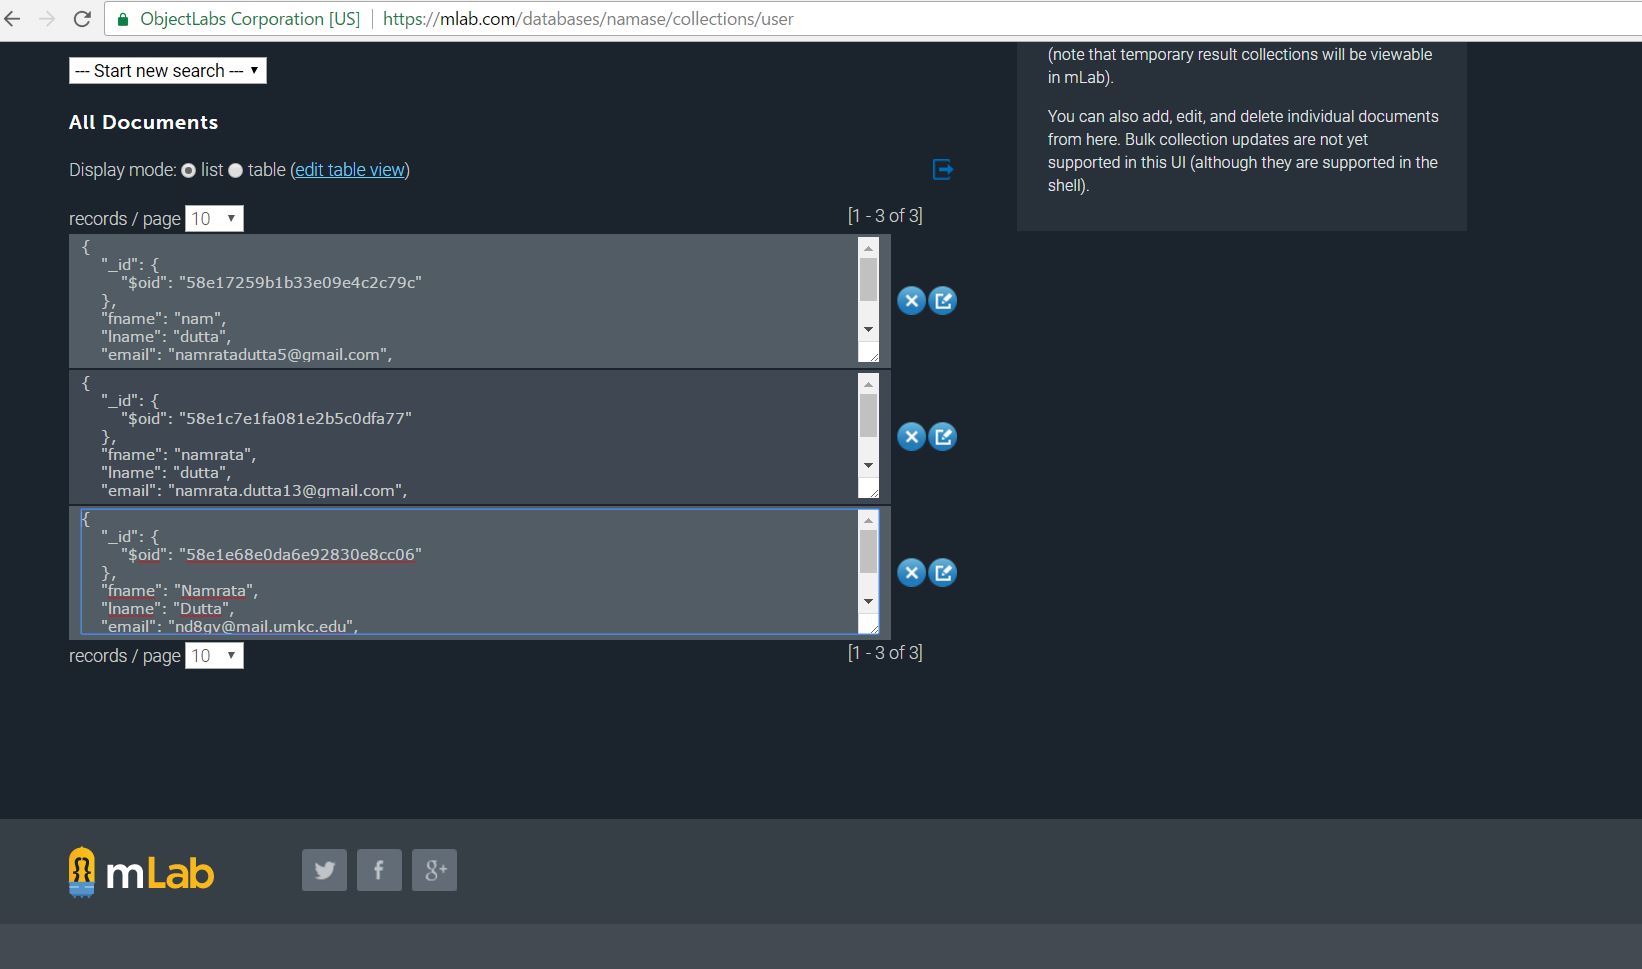 ObjectLabs Corporation [US] https://mlab.com/databases/namase/collections/user
--- Start new search ---
All Documents
Display mode: list table (edit table view)
records / page 10
[1 - 3 of 3]
{
"_id": {
"$oid": "58e17259b1b33e09e4c2c79c"
},
"fname": "nam",
"lname": "dutta",
"email": "namratadutta5@gmail.com",
{
"_id": {
"$oid": "58e1c7e1fa081e2b5c0dfa77"
},
"fname": "namrata",
"lname": "dutta",
"email": "namrata.dutta13@gmail.com",
{
"_id": {
"$oid": "58e1e68e0da6e92830e8cc06"
},
"fname": "Namrata",
"lname": "Dutta",
"email": "nd8gv@mail.umkc.edu",
records / page 10
[1 - 3 of 3]
(note that temporary result collections will be viewable
in mLab).
You can also add, edit, and delete individual documents
from here. Bulk collection updates are not yet
supported in this UI (although they are supported in the
shell).
mLab
f
g+